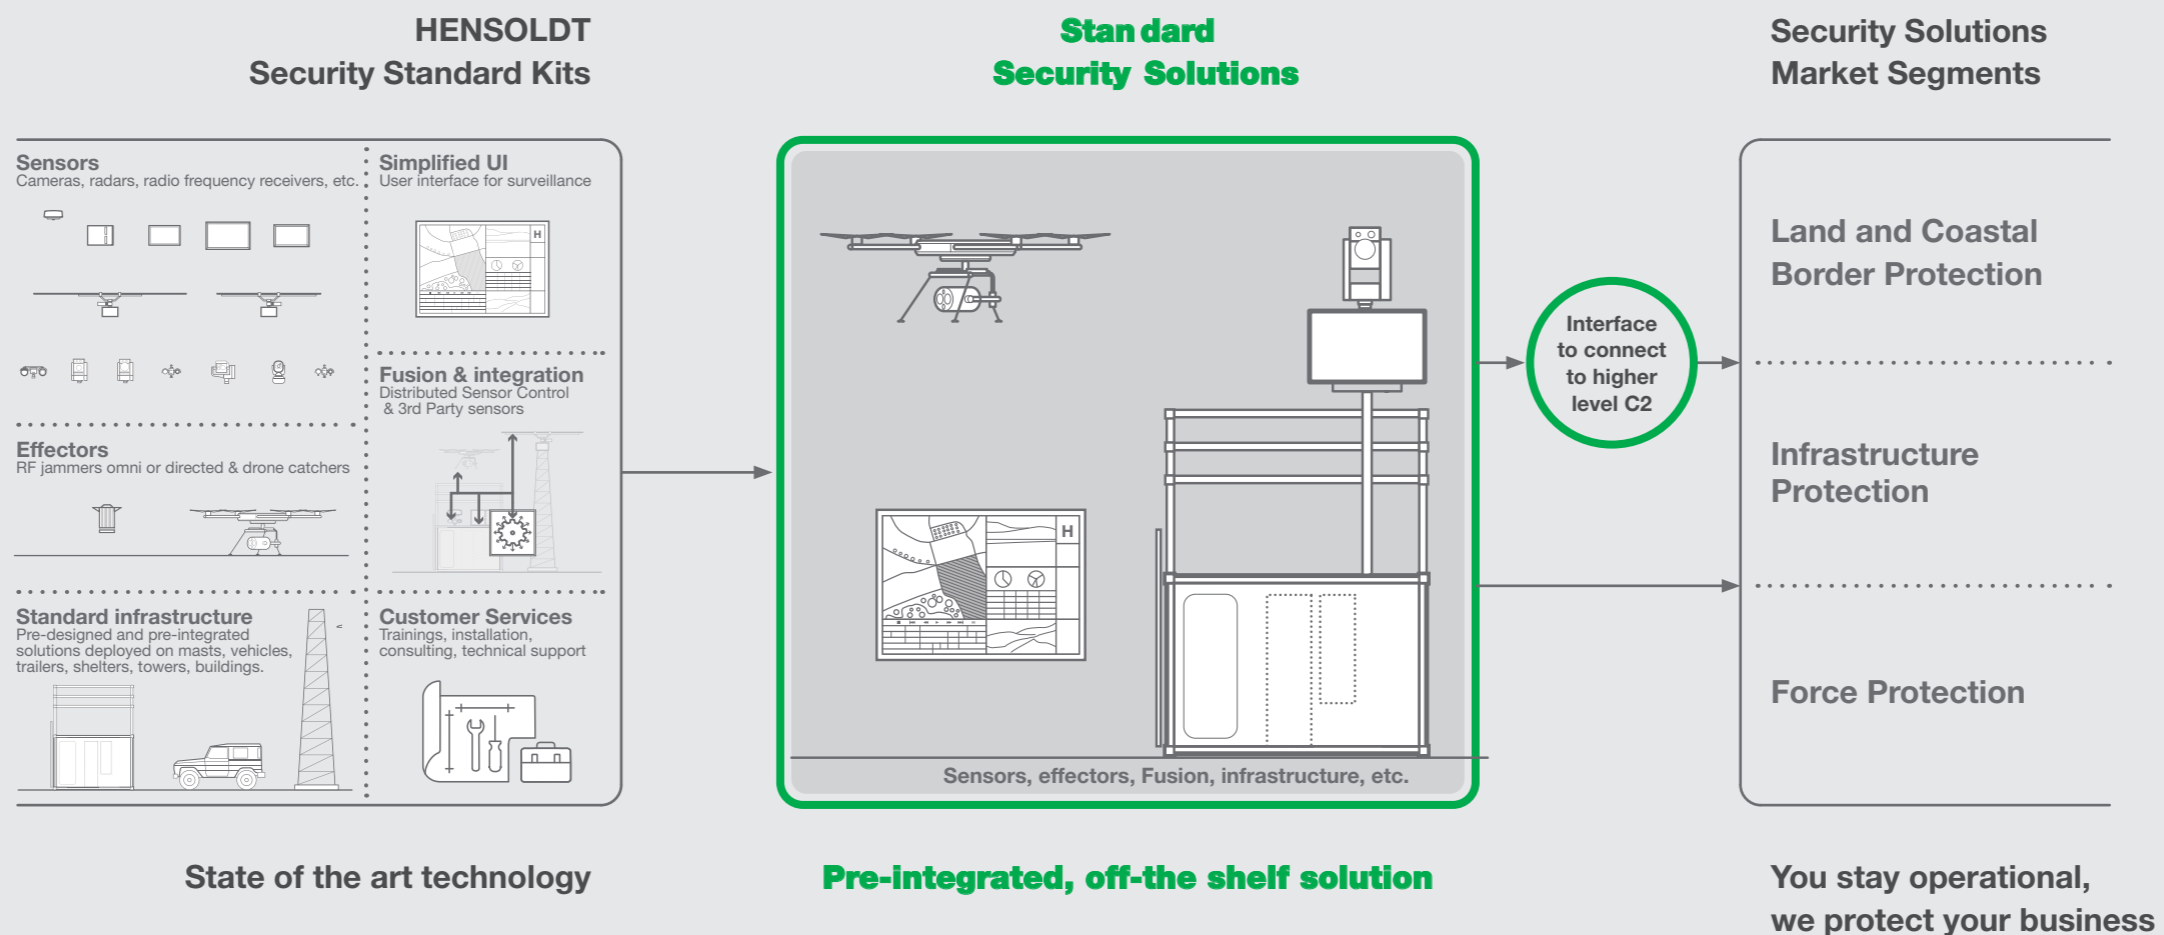 HENSOLDT
Security Standard Kits
Sensors
Cameras, radars, radio frequency receivers, etc.
Effectors
RF jammers omni or directed & drone catchers
Standard infrastructure
Pre-designed and pre-integrated
solutions deployed on masts, vehicles,
trailers, shelters, towers, buildings.
Simplified UI
User interface for surveillance
H
Fusion & integration
Distributed Sensor Control
& 3rd Party sensors
Customer Services
Trainings, installation,
consulting, technical support
State of the art technology
Stan dard
Security Solutions
H
Sensors, effectors, Fusion, infrastructure, etc.
Pre-integrated, off-the shelf solution
Interface
to connect
to higher
level C2
Security Solutions
Market Segments
Land and Coastal
Border Protection
Infrastructure
Protection
Force Protection
You stay operational,
we protect your business